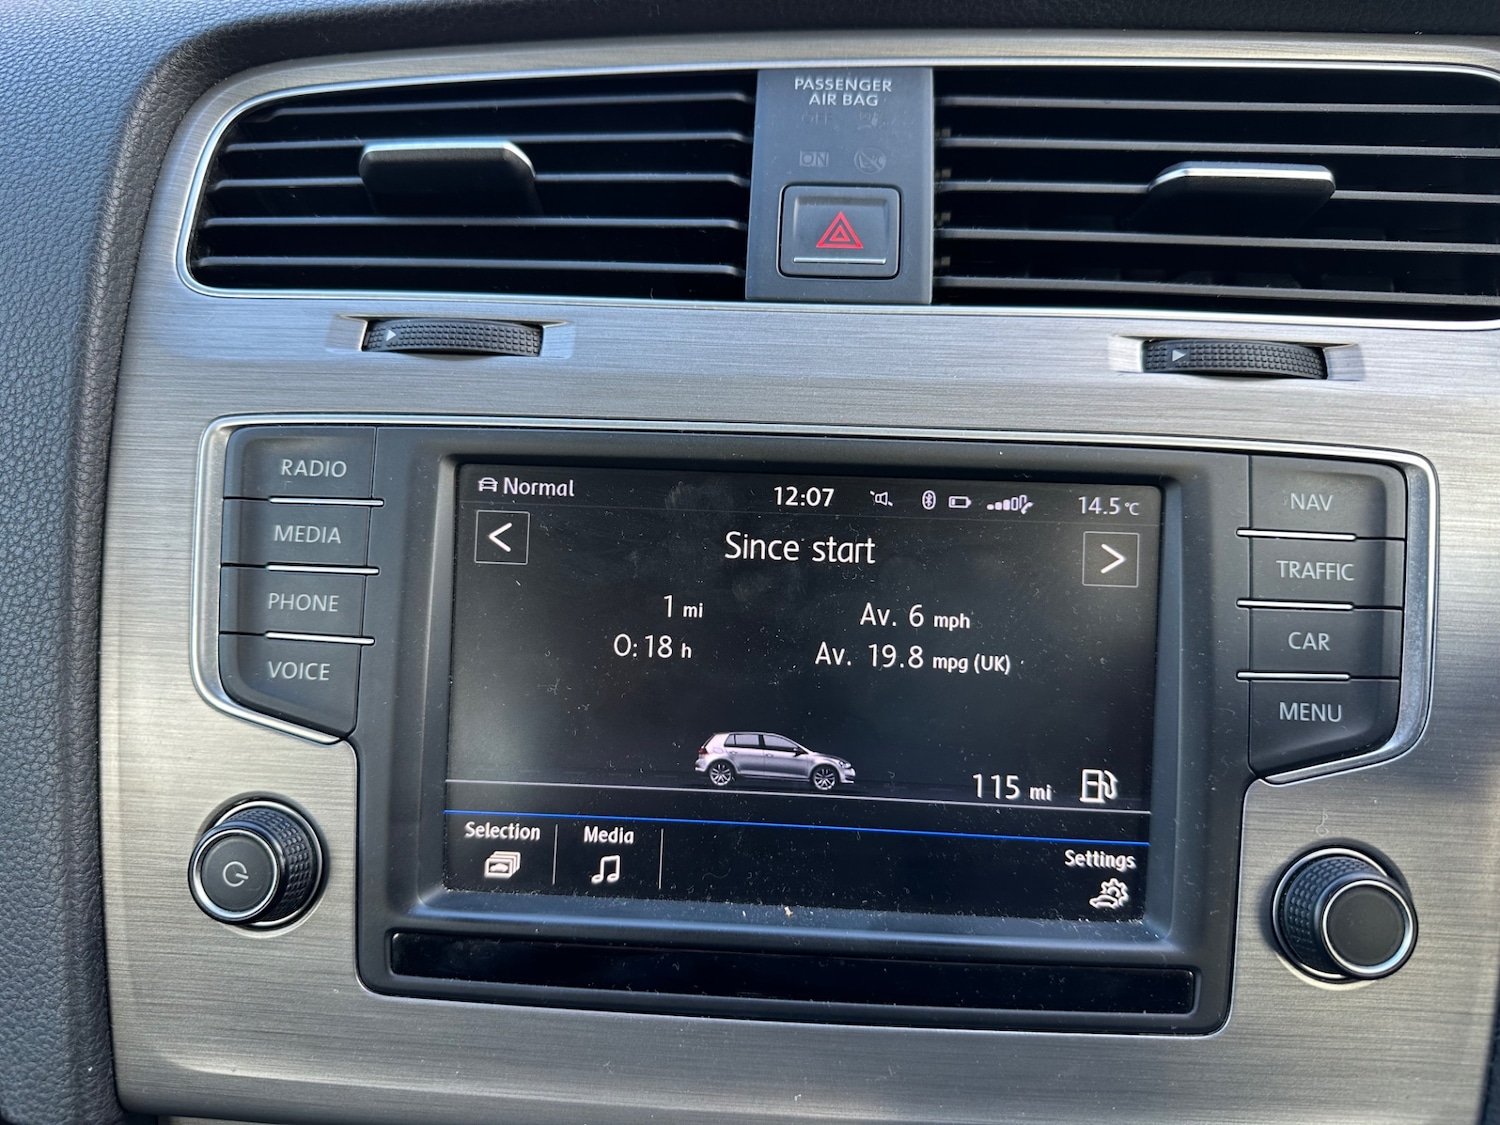 PASSENGER
AIR BAG
OFF
ON
RADIO
MEDIA
PHONE
VOICE
Normal 12:07 14.5°C
<
Since start
>
1 mi Av. 6 mph
0:18 h Av. 19.8 mpg (UK)
115 mi
Selection Media
Settings
NAV
TRAFFIC
CAR
MENU